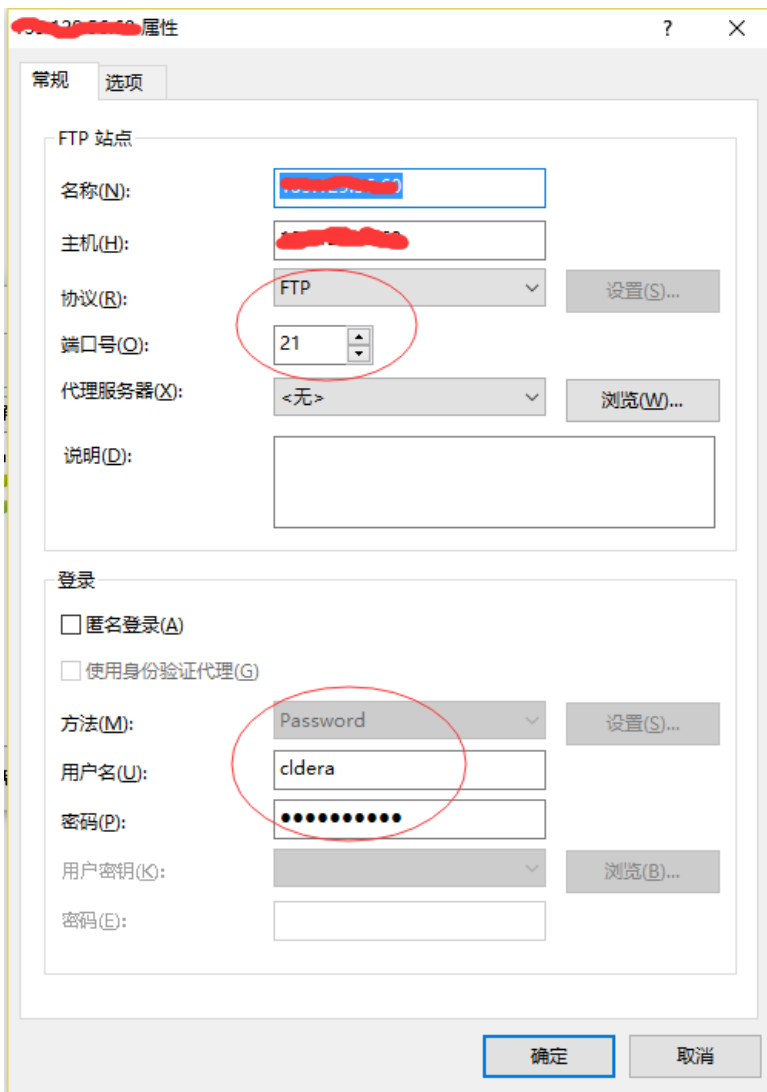 属性
常规 选项
FTP 站点
名称(N):
主机(H):
协议(R): FTP 设置(S)...
端口号(O): 21
代理服务器(X): <无> 浏览(W)...
说明(D):
登录
匿名登录(A)
使用身份验证代理(G)
方法(M): Password 设置(S)...
用户名(U): cldera
密码(P): ●●●●●●●●●●
用户密钥(K): 浏览(B)...
密码(E):
确定 取消